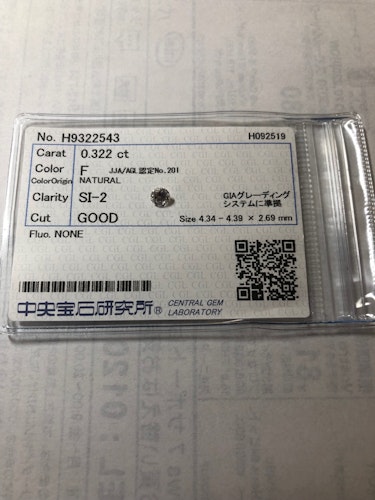 No. H9322543 H092519
Carat 0.322 ct
Color F JJA/AGL認定No.201
ColorOrigin NATURAL
Clarity SI-2 GIAグレーディング
システムに準拠
Cut GOOD Size 4.34 - 4.39 × 2.69 mm
Fluo. NONE
中央宝石研究所® CENTRAL GEM
LABORATORY